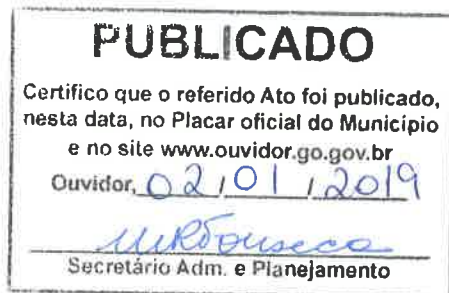 PUBLICADO
Certifico que o referido Ato foi publicado,
nesta data, no Placar oficial do Município
e no site www.ouvidor.go.gov.br
Ouvidor, 02 / 01 / 2019
Secretário Adm. e Planejamento